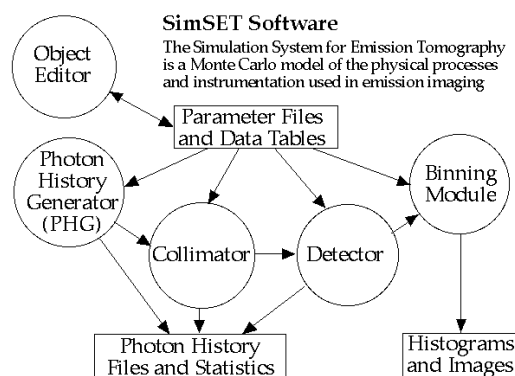 SimSET Software
The Simulation System for Emission Tomography
is a Monte Carlo model of the physical processes
and instrumentation used in emission imaging
Object
Editor
Parameter Files
and Data Tables
Photon
History
Generator
(PHG)
Binning
Module
Collimator
Detector
Photon History
Files and Statistics
Histograms
and Images